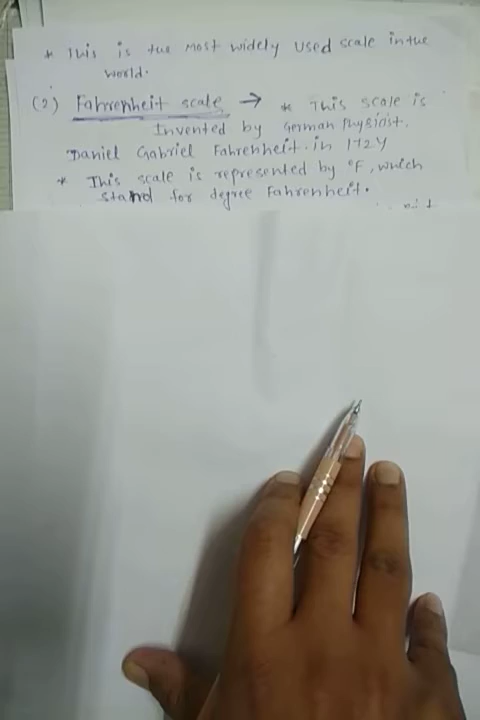 * This is the most widely used scale in the
world.
(2) Fahrenheit scale → * This scale is
Invented by German Physicist.
Daniel Gabriel Fahrenheit. in 1724
* This scale is represented by °F, which
stand for degree Fahrenheit.